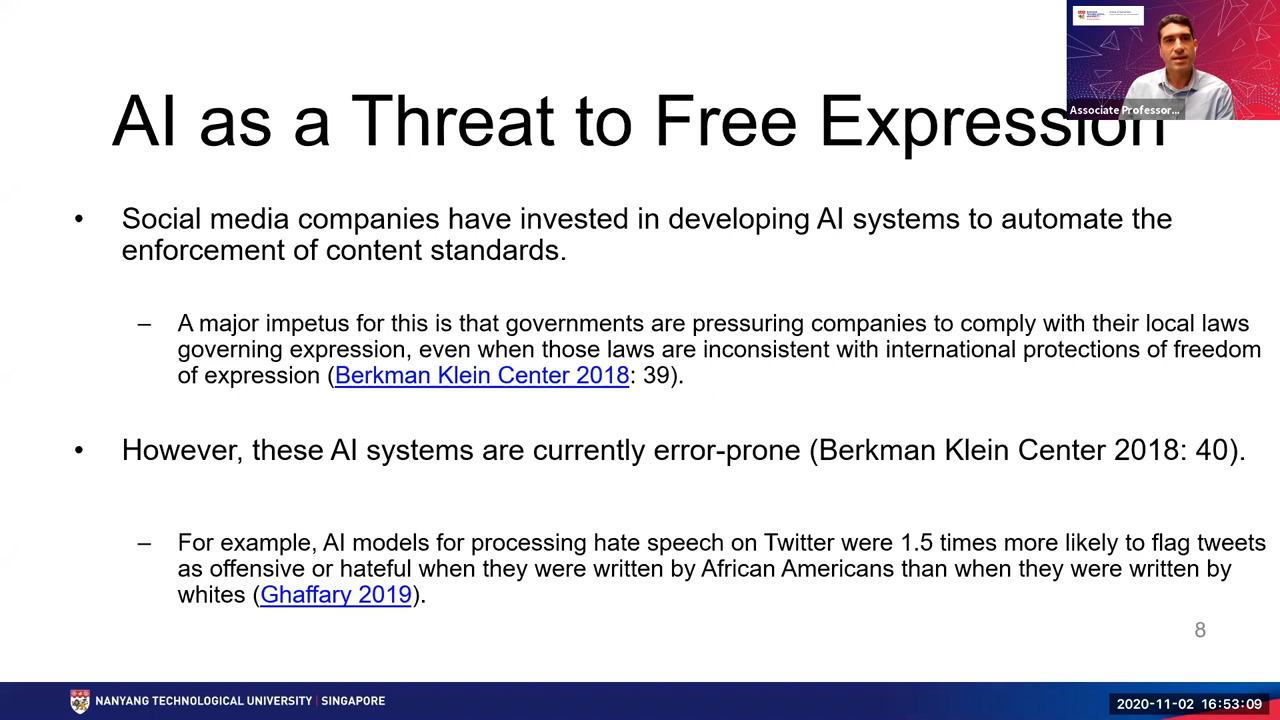 AI as a Threat to Free Expression
Associate Professor...
• Social media companies have invested in developing AI systems to automate the
enforcement of content standards.
– A major impetus for this is that governments are pressuring companies to comply with their local laws
governing expression, even when those laws are inconsistent with international protections of freedom
of expression (Berkman Klein Center 2018: 39).
• However, these AI systems are currently error-prone (Berkman Klein Center 2018: 40).
– For example, AI models for processing hate speech on Twitter were 1.5 times more likely to flag tweets
as offensive or hateful when they were written by African Americans than when they were written by
whites (Ghaffary 2019).
8
NANYANG TECHNOLOGICAL UNIVERSITY | SINGAPORE
2020-11-02 16:53:09